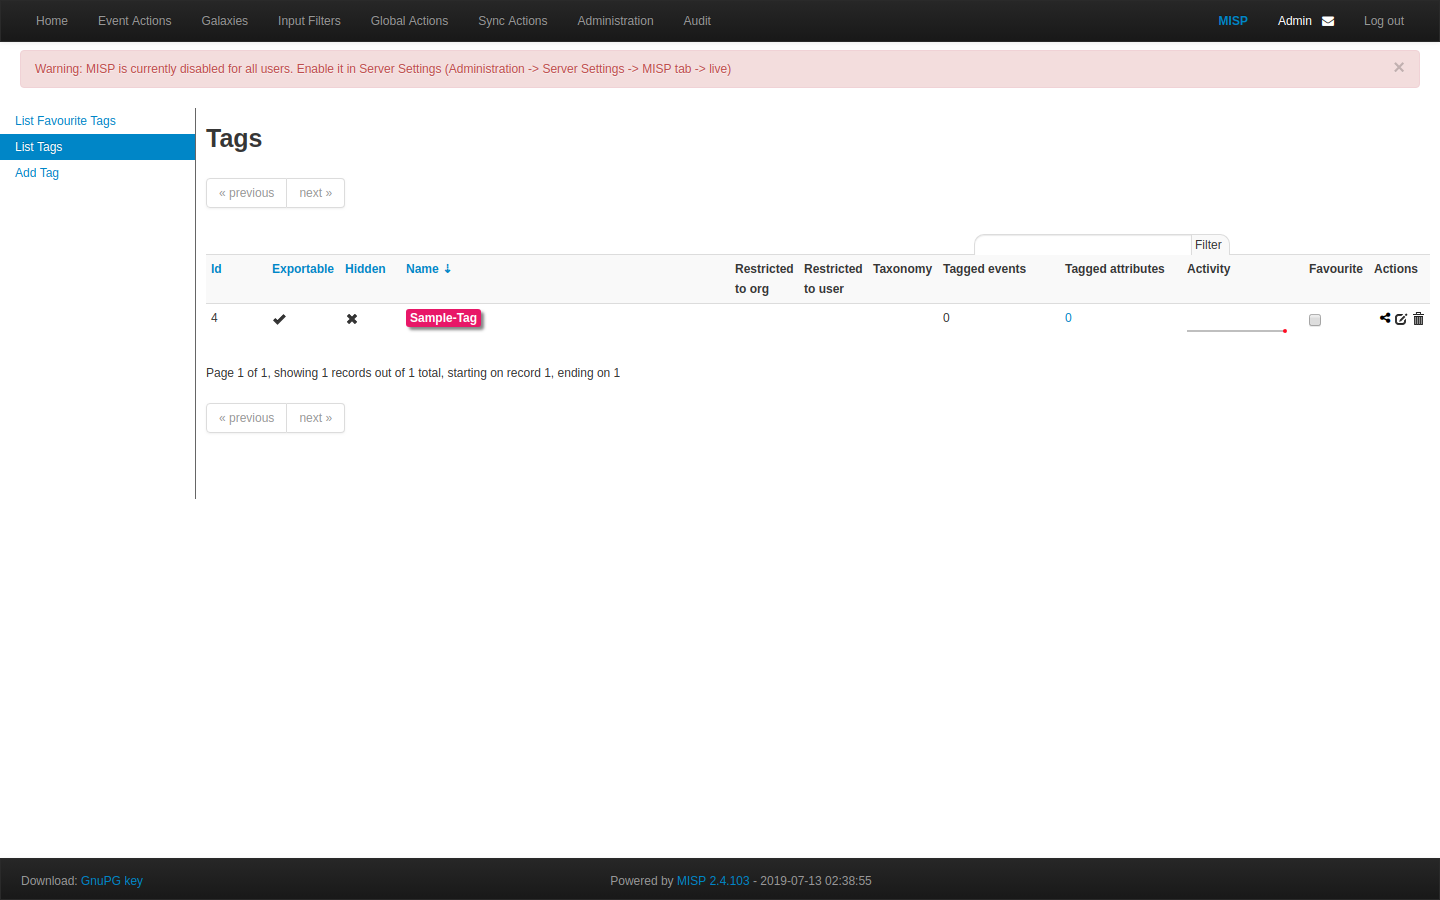 Home Event Actions Galaxies Input Filters Global Actions Sync Actions Administration Audit MISP Admin Log out
Warning: MISP is currently disabled for all users. Enable it in Server Settings (Administration -> Server Settings -> MISP tab -> live) ×
List Favourite Tags
List Tags
Add Tag
Tags
« previous next »
Filter
Id Exportable Hidden Name ↓ Restricted to org Restricted to user Taxonomy Tagged events Tagged attributes Activity Favourite Actions
4 Sample-Tag 0 0
Page 1 of 1, showing 1 records out of 1 total, starting on record 1, ending on 1
« previous next »
Download: GnuPG key Powered by MISP 2.4.103 - 2019-07-13 02:38:55